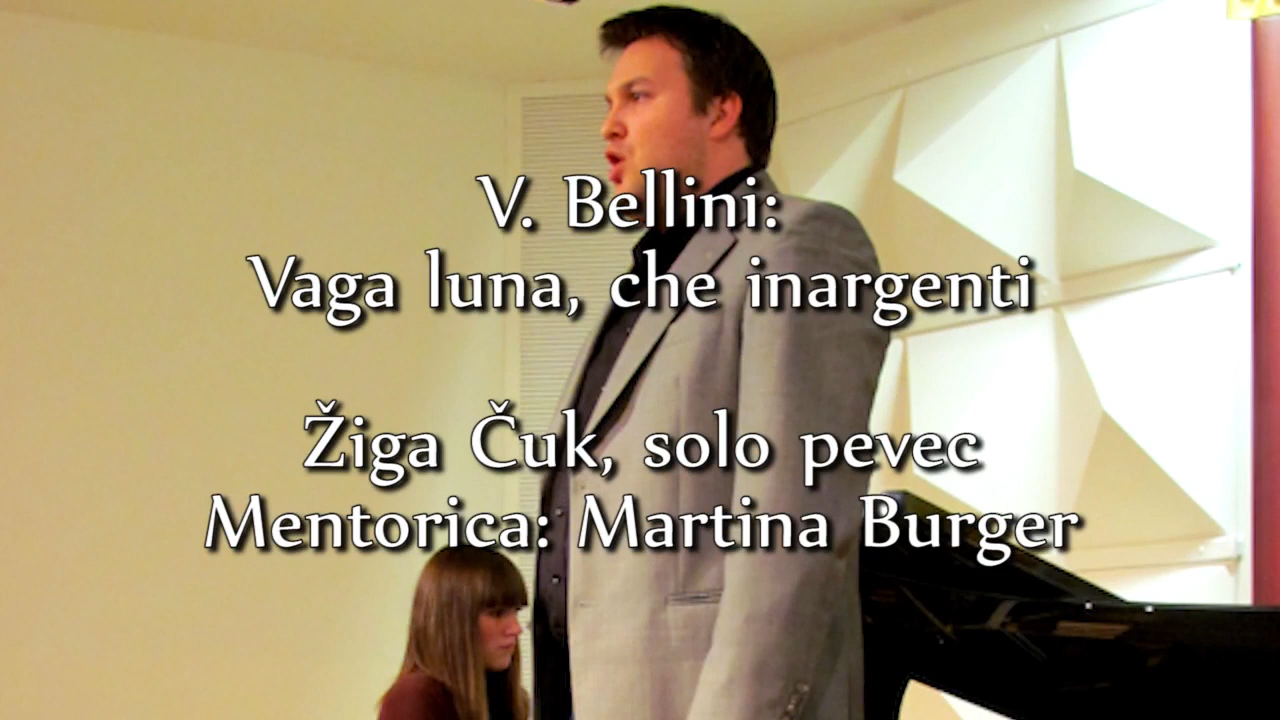 V. Bellini:
Vaga luna, che inargenti
Žiga Čuk, solo pevec
Mentorica: Martina Burger